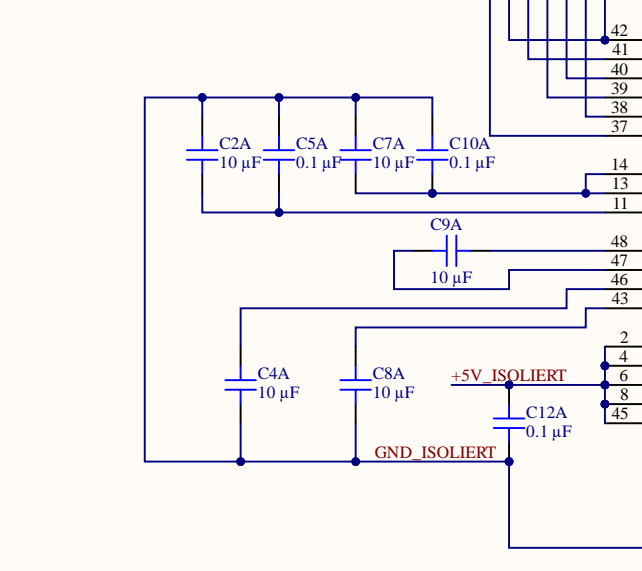 42
41
40
39
38
37
C2A
10 µF
C5A
0.1 µF
C7A
10 µF
C10A
0.1 µF
14
13
11
C9A
10 µF
48
47
46
43
C4A
10 µF
C8A
10 µF
+5V_ISOLIERT
2
4
6
8
45
C12A
0.1 µF
GND_ISOLIERT